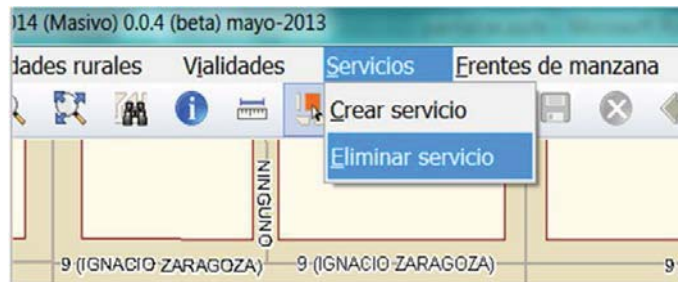 014 (Masivo) 0.0.4 (beta) mayo-2013
dades rurales Vialidades Servicios Frentes de manzana
Crear servicio
Eliminar servicio
NINGUNO
9 (IGNACIO ZARAGOZA) 9 (IGNACIO ZARAGOZA) 9